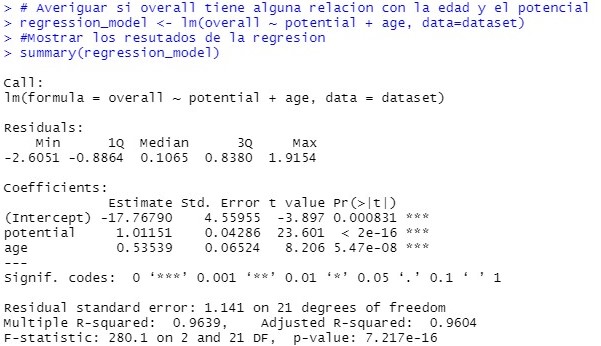 > # Averiguar si overall tiene alguna relacion con la edad y el potencial
> regression_model <- lm(overall ~ potential + age, data=dataset)
> #Mostrar los resutados de la regresion
> summary(regression_model)

Call:
lm(formula = overall ~ potential + age, data = dataset)

Residuals:
    Min      1Q  Median      3Q     Max
-2.6051 -0.8864  0.1065  0.8380  1.9154

Coefficients:
             Estimate Std. Error t value Pr(>|t|)
(Intercept) -17.76790    4.55955  -3.897 0.000831 ***
potential     1.01151    0.04286  23.601  < 2e-16 ***
age           0.53539    0.06524   8.206 5.47e-08 ***
---
Signif. codes:  0 ‘***’ 0.001 ‘**’ 0.01 ‘*’ 0.05 ‘.’ 0.1 ‘ ’ 1

Residual standard error: 1.141 on 21 degrees of freedom
Multiple R-squared:  0.9639,    Adjusted R-squared:  0.9604
F-statistic: 280.1 on 2 and 21 DF,  p-value: 7.217e-16